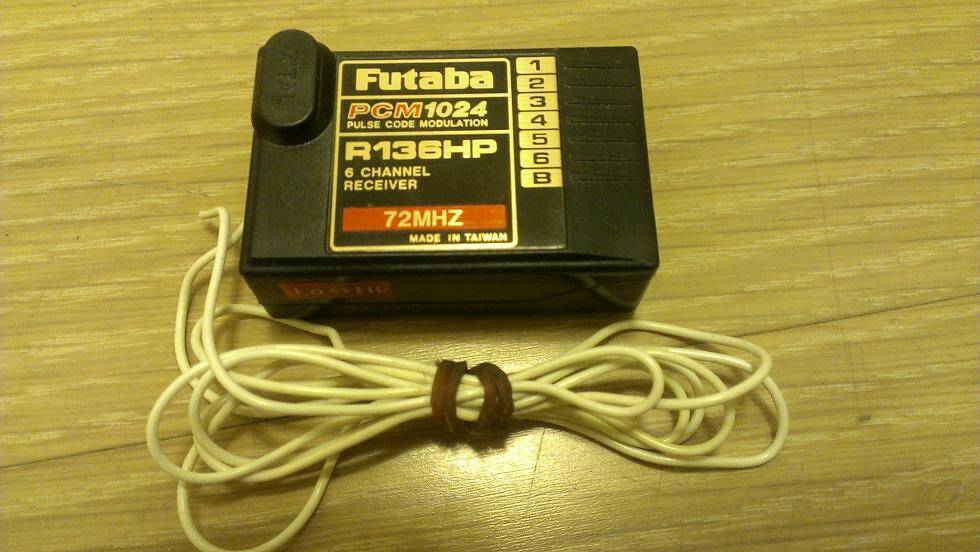 XTAL
Futaba
PCM1024
PULSE CODE MODULATION
R136HP
6 CHANNEL
RECEIVER
72MHZ
MADE IN TAIWAN
1
2
3
4
5
6
B